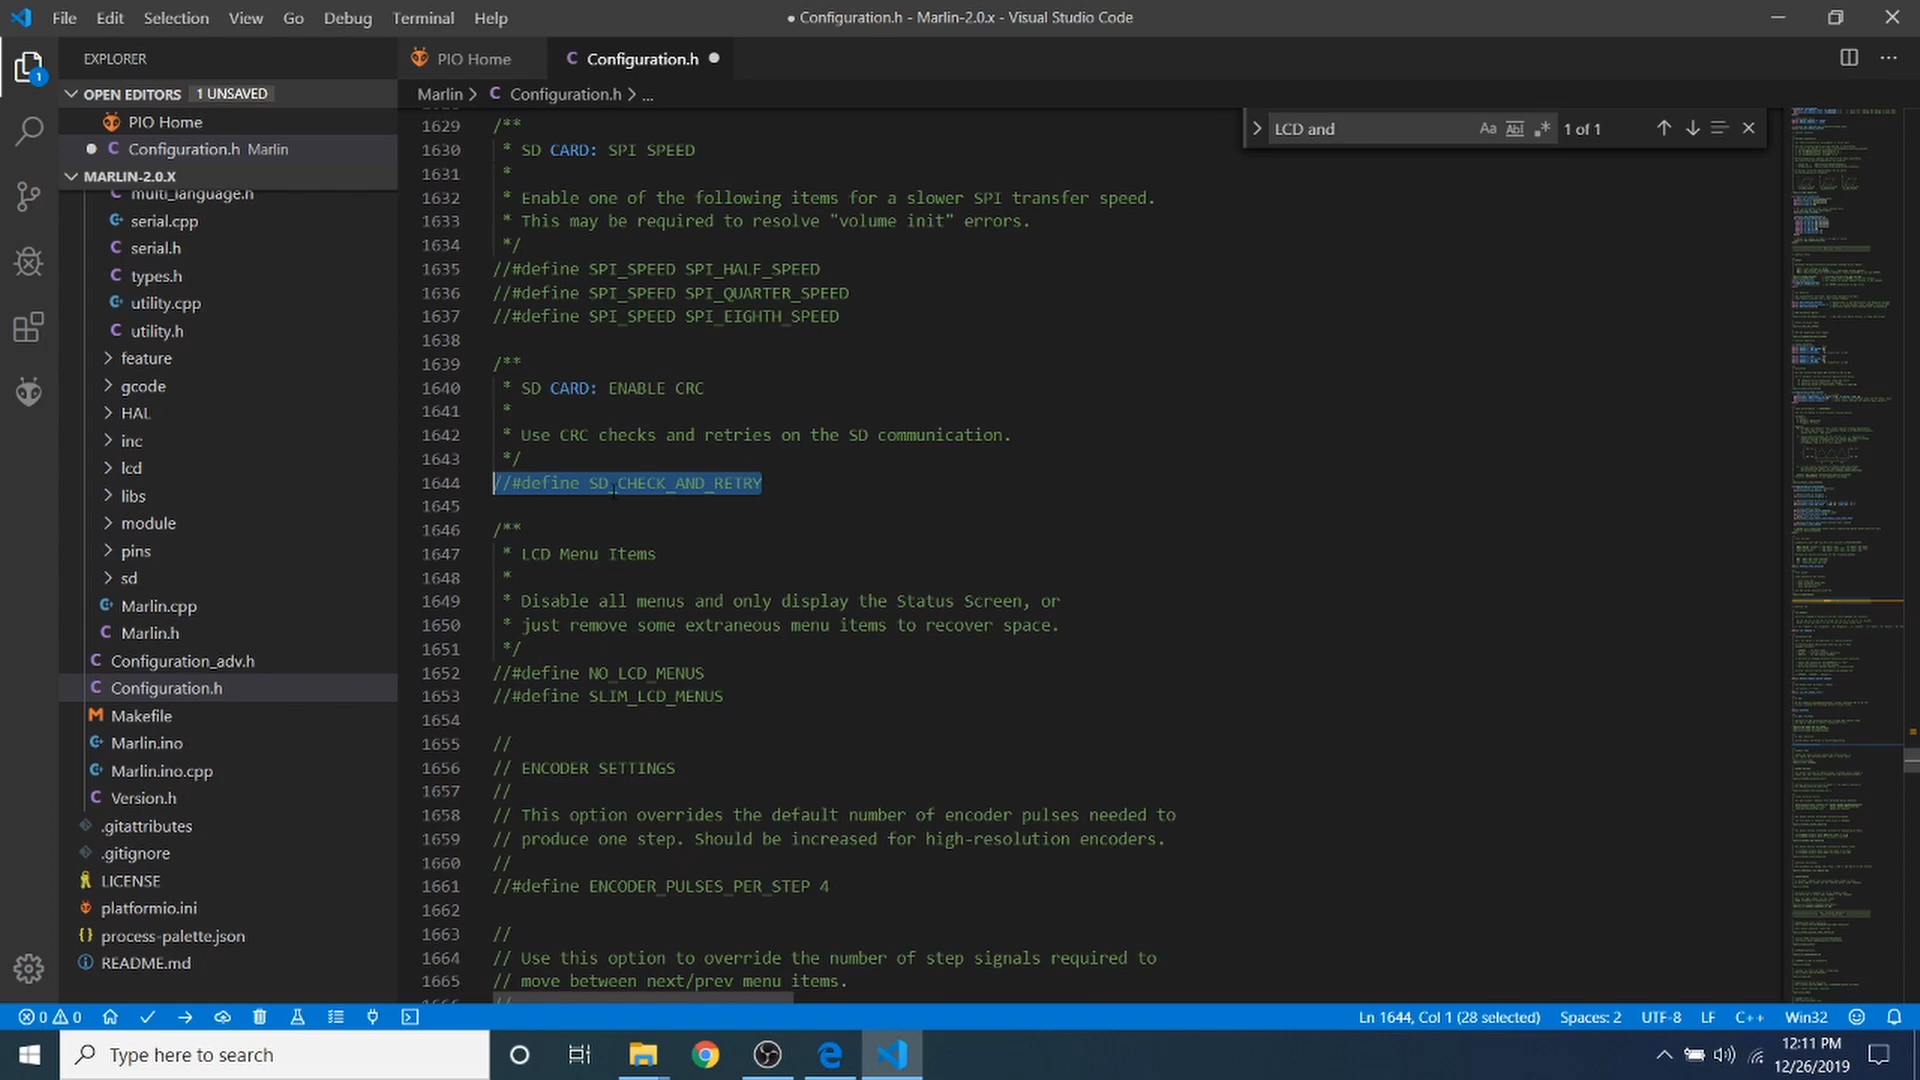 File Edit Selection View Go Debug Terminal Help
● Configuration.h - Marlin-2.0.x - Visual Studio Code
EXPLORER
PIO Home
C Configuration.h
OPEN EDITORS 1 UNSAVED
Marlin > C Configuration.h > ...
PIO Home
C Configuration.h Marlin
MARLIN-2.0.X
multi_language.h
serial.cpp
C serial.h
C types.h
utility.cpp
C utility.h
feature
gcode
HAL
inc
lcd
libs
module
pins
sd
Marlin.cpp
C Marlin.h
C Configuration_adv.h
C Configuration.h
M Makefile
Marlin.ino
Marlin.ino.cpp
C Version.h
.gitattributes
.gitignore
LICENSE
platformio.ini
{} process-palette.json
README.md
1
LCD and Aa Abl .* 1 of 1
1629 /**
1630 * SD CARD: SPI SPEED
1631 *
1632 * Enable one of the following items for a slower SPI transfer speed.
1633 * This may be required to resolve "volume init" errors.
1634 */
1635 //#define SPI_SPEED SPI_HALF_SPEED
1636 //#define SPI_SPEED SPI_QUARTER_SPEED
1637 //#define SPI_SPEED SPI_EIGHTH_SPEED
1638
1639 /**
1640 * SD CARD: ENABLE CRC
1641 *
1642 * Use CRC checks and retries on the SD communication.
1643 */
1644 //#define SD_CHECK_AND_RETRY
1645
1646 /**
1647 * LCD Menu Items
1648 *
1649 * Disable all menus and only display the Status Screen, or
1650 * just remove some extraneous menu items to recover space.
1651 */
1652 //#define NO_LCD_MENUS
1653 //#define SLIM_LCD_MENUS
1654
1655 //
1656 // ENCODER SETTINGS
1657 //
1658 // This option overrides the default number of encoder pulses needed to
1659 // produce one step. Should be increased for high-resolution encoders.
1660 //
1661 //#define ENCODER_PULSES_PER_STEP 4
1662
1663 //
1664 // Use this option to override the number of step signals required to
1665 // move between next/prev menu items.
0 0
Ln 1644, Col 1 (28 selected) Spaces: 2 UTF-8 LF C++ Win32
Type here to search
12:11 PM
12/26/2019